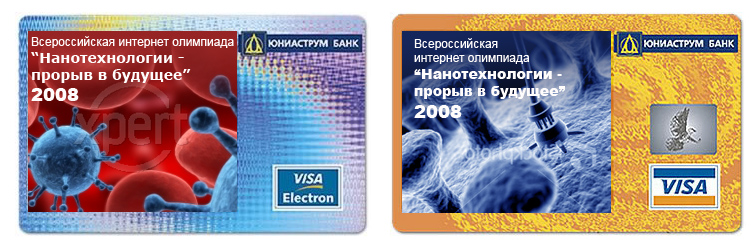 Всероссийская интернет олимпиада
“Нанотехнологии -
прорыв в будущее”
2008
ЮНИАСТРУМ БАНК
expert
VISA
Electron
Всероссийская
интернет олимпиада
“Нанотехнологии -
прорыв в будущее”
2008
ЮНИАСТРУМ БАНК
VISA